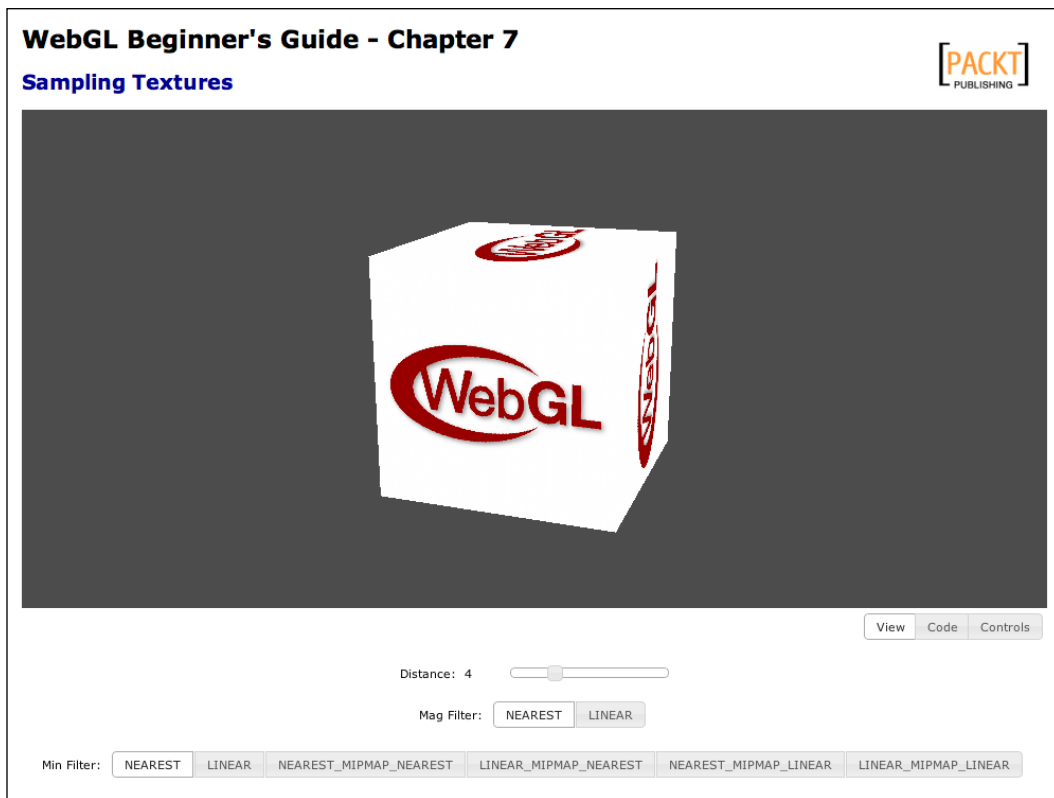 WebGL Beginner's Guide - Chapter 7
Sampling Textures
[PACKT]
PUBLISHING
WebGL
WebGL
WebGL
View Code Controls
Distance: 4
Mag Filter: NEAREST LINEAR
Min Filter: NEAREST LINEAR NEAREST_MIPMAP_NEAREST LINEAR_MIPMAP_NEAREST NEAREST_MIPMAP_LINEAR LINEAR_MIPMAP_LINEAR